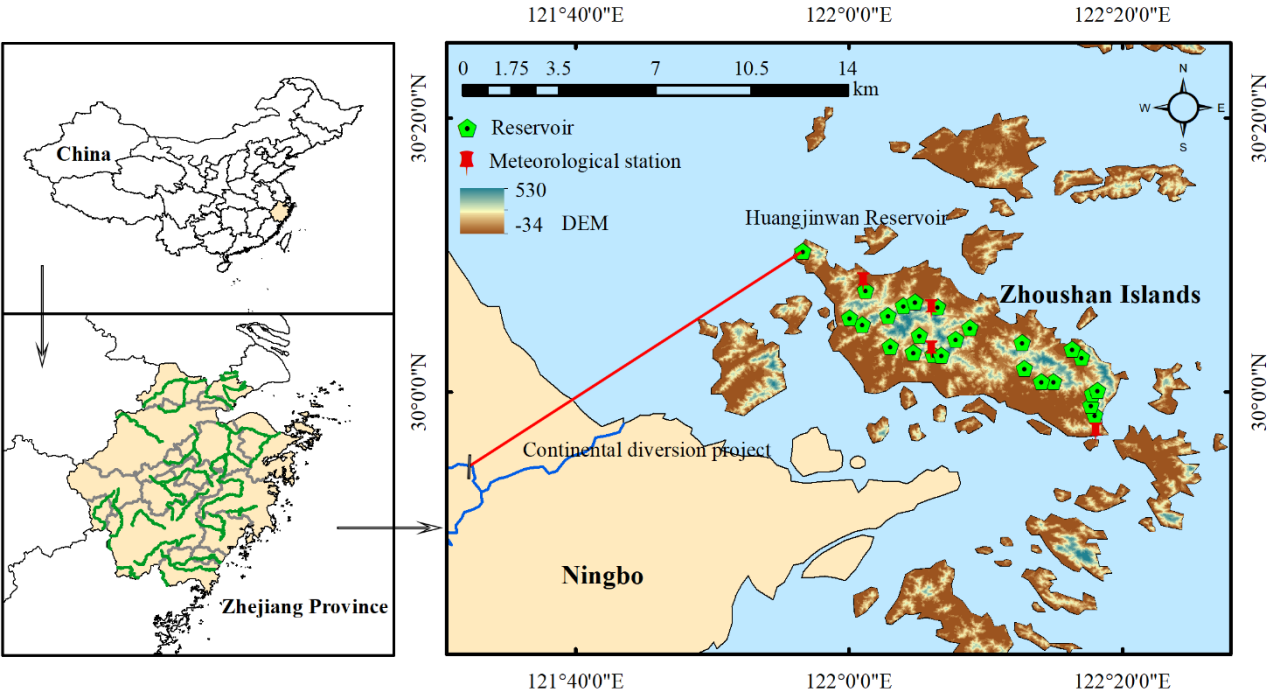 121°40'0"E 122°0'0"E 122°20'0"E
China
Zhejiang Province
30°20'0"N
30°0'0"N
0 1.75 3.5 7 10.5 14
km
Reservoir
Meteorological station
530
-34 DEM
N
W E
S
Huangjinwan Reservoir
Zhoushan Islands
Continental diversion project
Ningbo
30°20'0"N
30°0'0"N
121°40'0"E 122°0'0"E 122°20'0"E